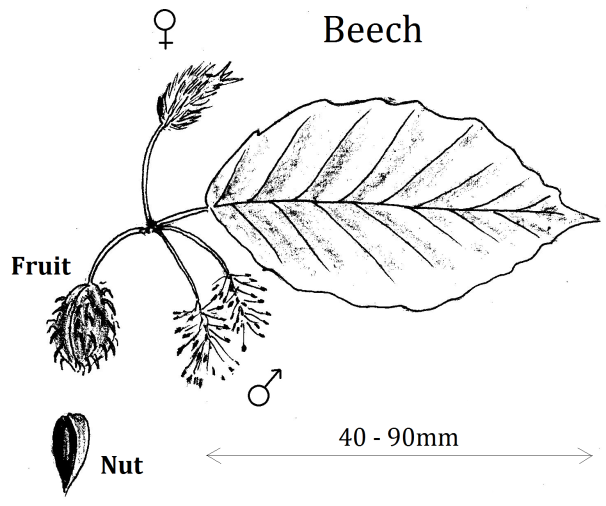 ♀
Beech
Fruit
♂
40 - 90mm
Nut